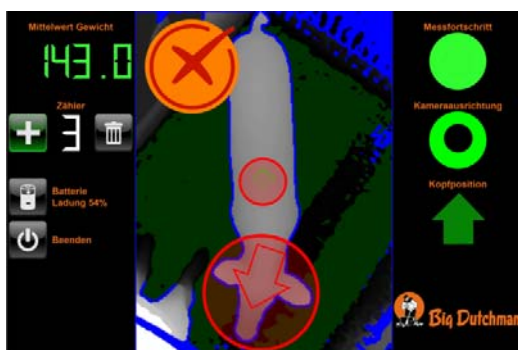 Mittelwert Gewicht
143.0
Zähler
3
Batterie
Ladung 54%
Beenden
Messfortschritt
Kameraausrichtung
Kopfposition
Big Dutchman